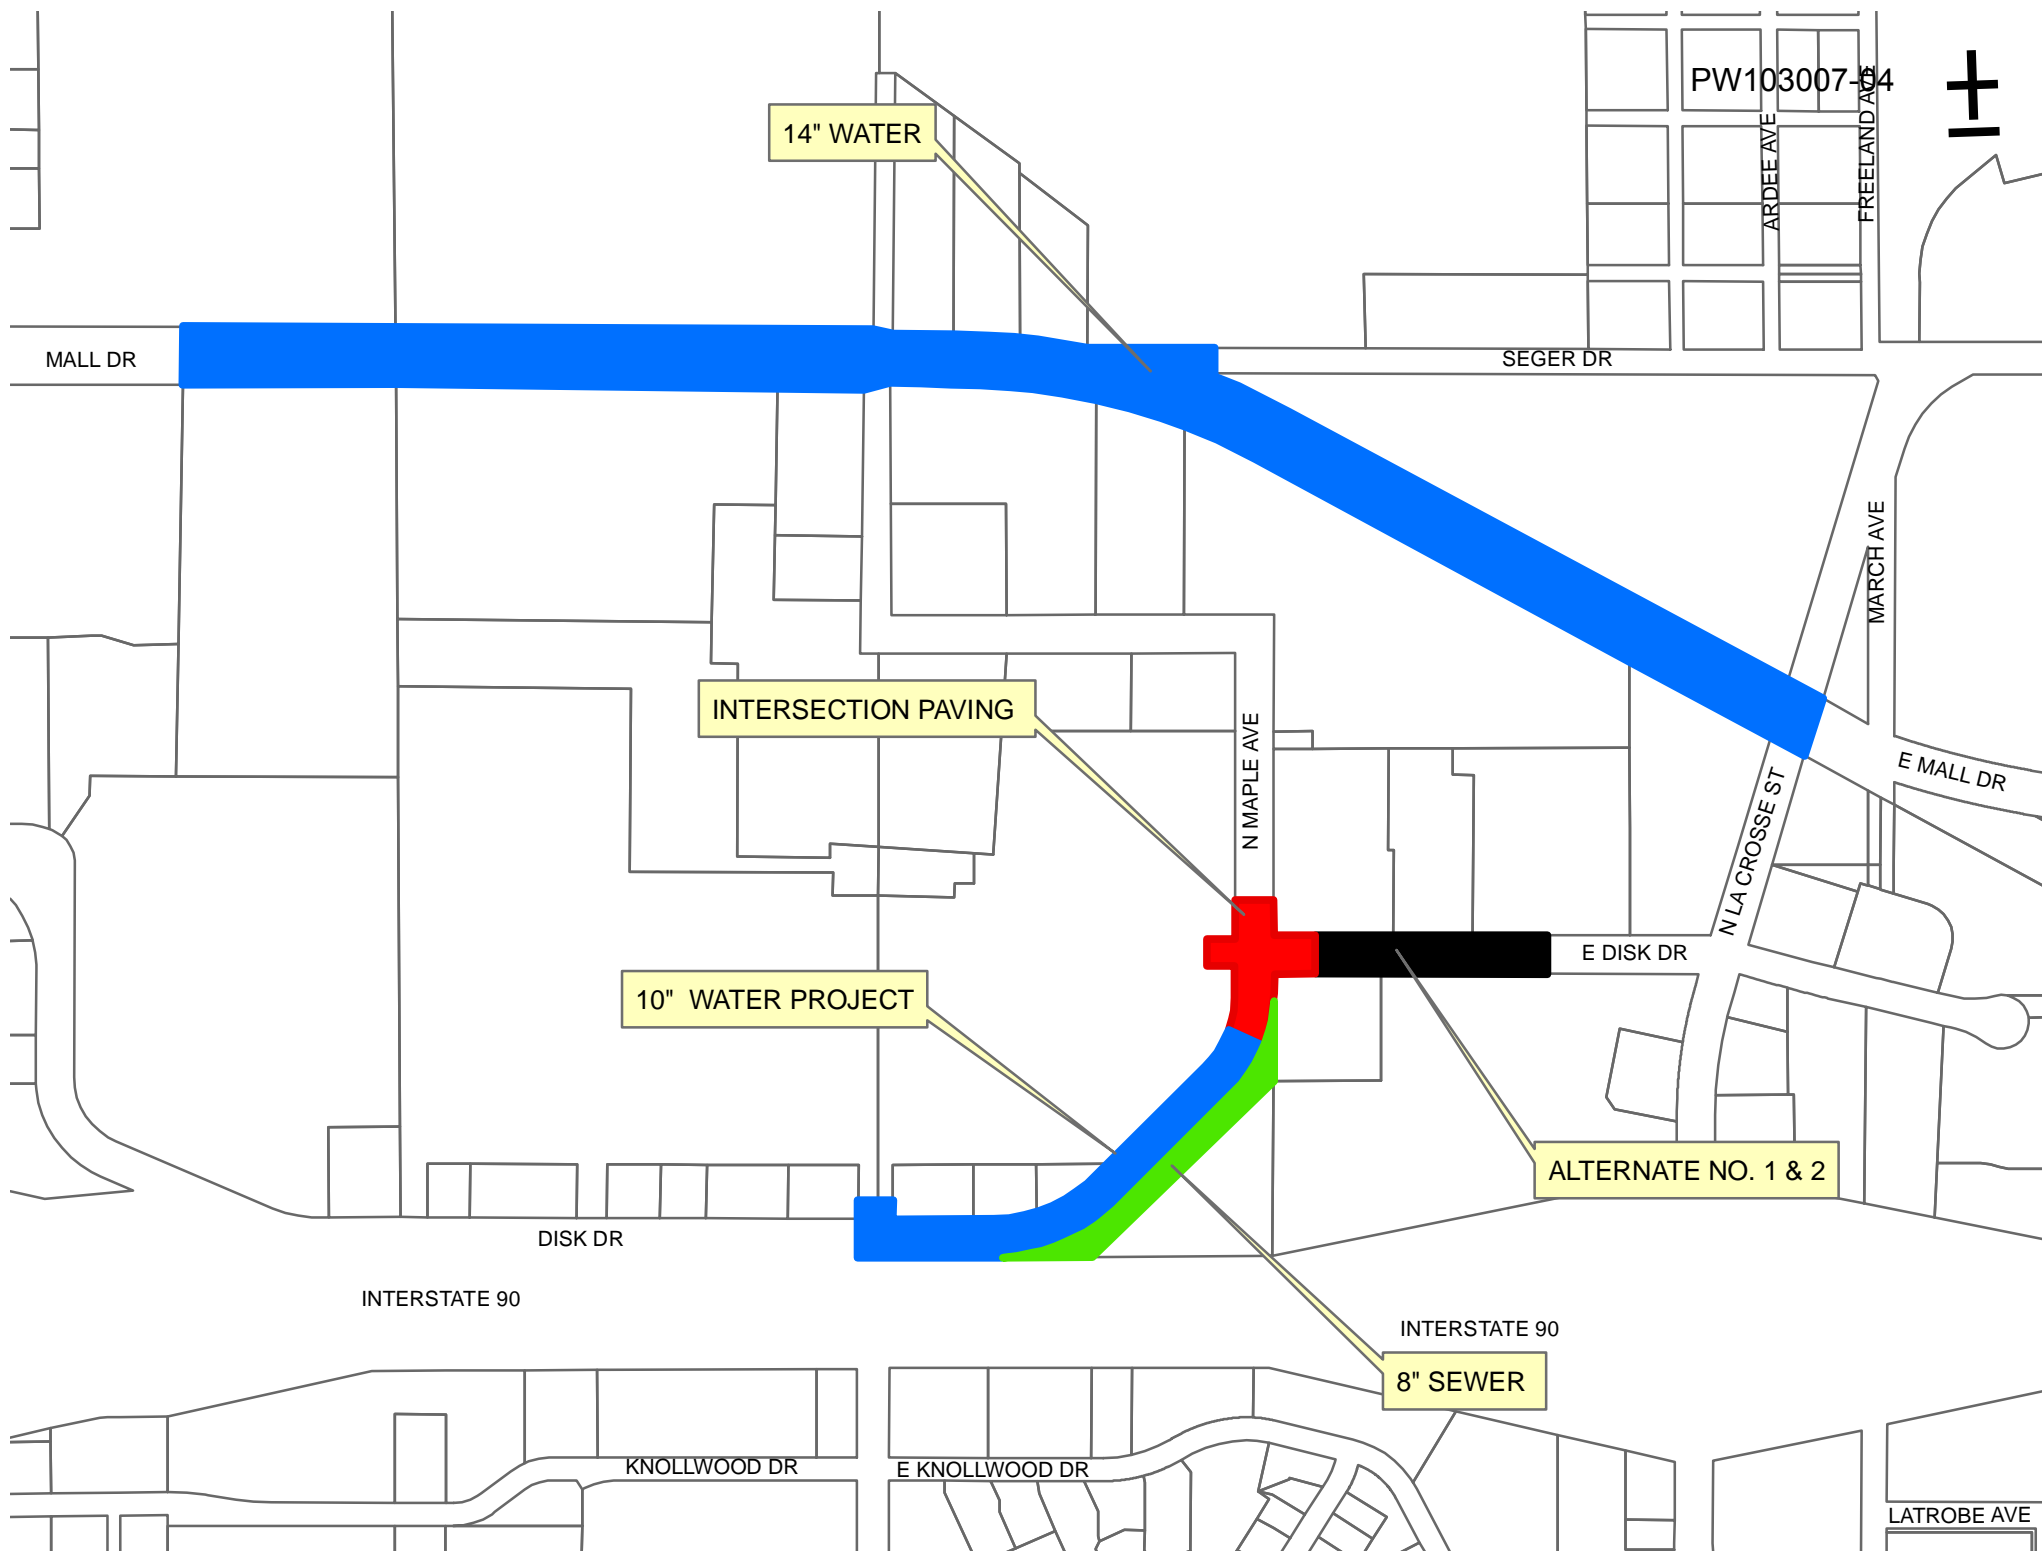 PW103007-04
14" WATER
ARDEE AVE
FREELAND AVE
MALL DR
SEGER DR
MARCH AVE
INTERSECTION PAVING
N MAPLE AVE
E MALL DR
N LA CROSSE ST
E DISK DR
10"  WATER PROJECT
ALTERNATE NO. 1 & 2
DISK DR
INTERSTATE 90
INTERSTATE 90
8" SEWER
KNOLLWOOD DR
E KNOLLWOOD DR
LATROBE AVE